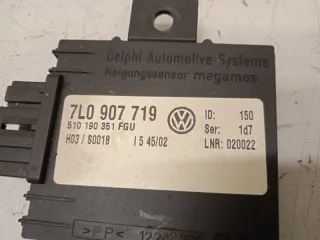 Delphi Automotive Systems
Neigungssensor megamos
7L0 907 719
ID: 150
510 190 351 FGU
Ser: 1d7
H03/ S0018
I 5 45/02
LNR: 020022
>PP<